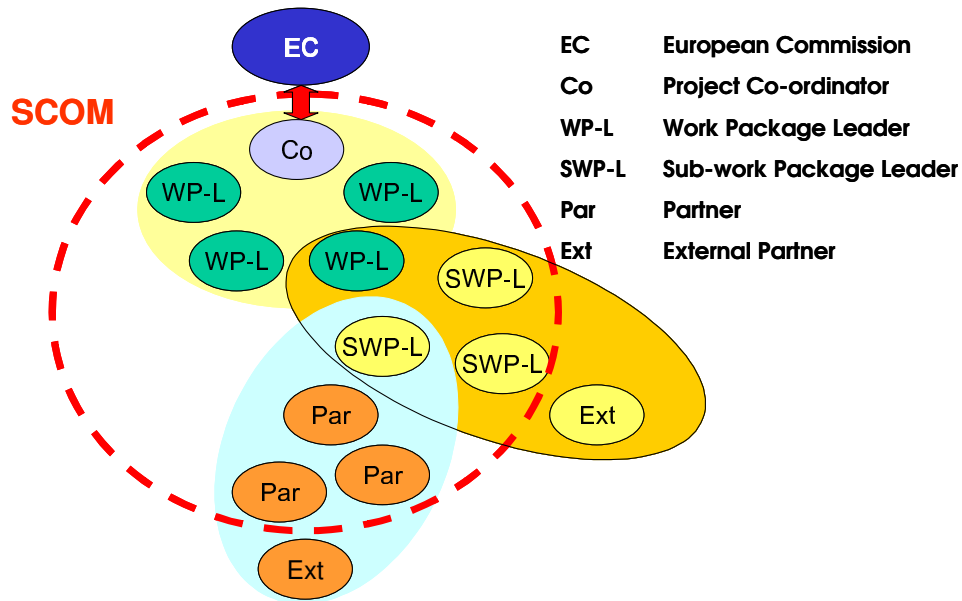 EC
EC European Commission
SCOM
Co Project Co-ordinator
Co
WP-L Work Package Leader
WP-L
WP-L
SWP-L Sub-work Package Leader
Par Partner
WP-L
WP-L
SWP-L
Ext External Partner
SWP-L
SWP-L
Par
Ext
Par
Par
Ext